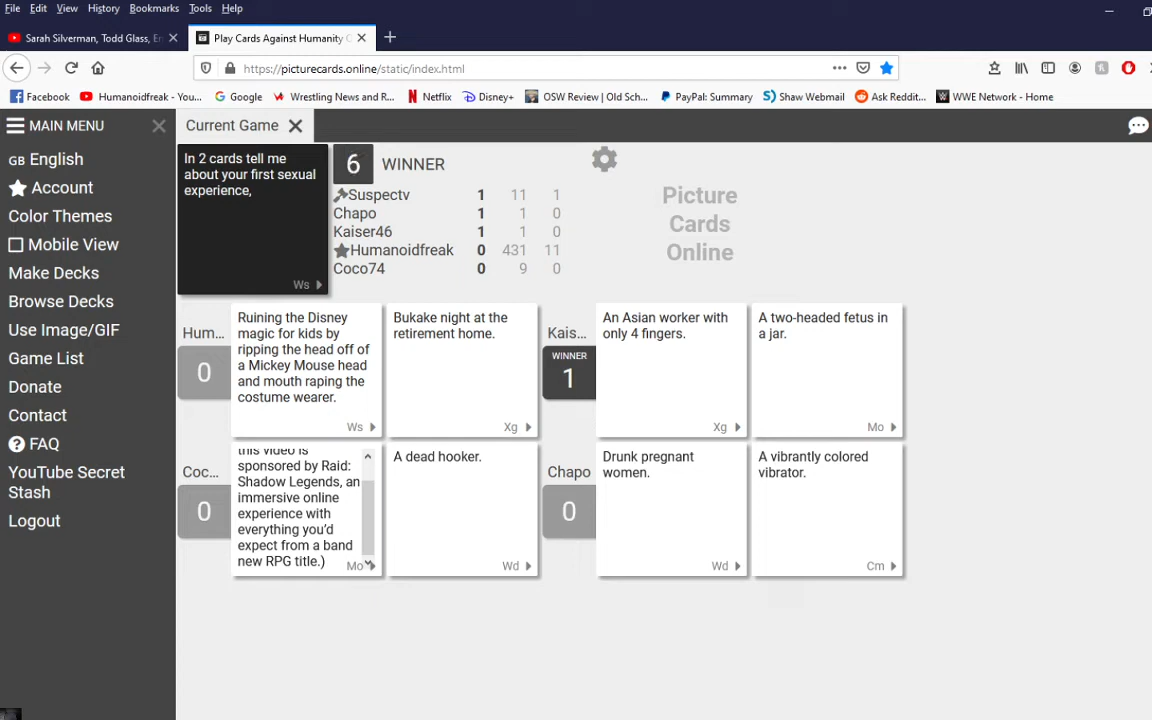 File Edit View History Bookmarks Tools Help
Sarah Silverman, Todd Glass, Er
Play Cards Against Humanity O
https://picturecards.online/static/index.html
Facebook Humanoidfreak - You... Google Wrestling News and R... Netflix Disney+ OSW Review | Old Sch... PayPal: Summary Shaw Webmail Ask Reddit... WWE Network - Home
MAIN MENU
Current Game
GB English
Account
Color Themes
Mobile View
Make Decks
Browse Decks
Use Image/GIF
Game List
Donate
Contact
FAQ
YouTube Secret
Stash
Logout
In 2 cards tell me
about your first sexual
experience,
Ws
6 WINNER
Suspectv 1 11 1
Chapo 1 1 0
Kaiser46 1 1 0
Humanoidfreak 0 431 11
Coco74 0 9 0
Picture
Cards
Online
Hum...
0
Ruining the Disney
magic for kids by
ripping the head off of
a Mickey Mouse head
and mouth raping the
costume wearer.
Ws
Bukake night at the
retirement home.
Xg
Kais...
WINNER
1
An Asian worker with
only 4 fingers.
Xg
A two-headed fetus in
a jar.
Mo
Coc...
0
this video is
sponsored by Raid:
Shadow Legends, an
immersive online
experience with
everything you'd
expect from a band
new RPG title.)
Mo
A dead hooker.
Wd
Chapo
0
Drunk pregnant
women.
Wd
A vibrantly colored
vibrator.
Cm